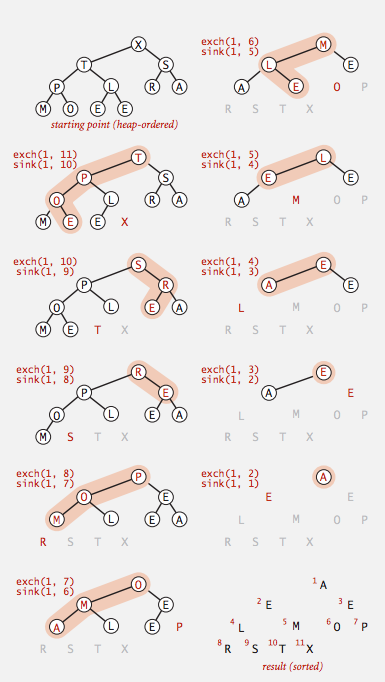 X
T S
P L R A
M O E E
starting point (heap-ordered)
exch(1, 11)
sink(1, 10)
T
P S
O L R A
M E E X
exch(1, 10)
sink(1, 9)
S
P R
O L E A
M E T X
exch(1, 9)
sink(1, 8)
R
P E
O L E A
M S T X
exch(1, 8)
sink(1, 7)
P
O E
M L E A
R S T X
exch(1, 7)
sink(1, 6)
O
M E
A L E P
R S T X
exch(1, 6)
sink(1, 5)
M
L E
A E O P
R S T X
exch(1, 5)
sink(1, 4)
L
E E
A M O P
R S T X
exch(1, 4)
sink(1, 3)
E
A E
L M O P
R S T X
exch(1, 3)
sink(1, 2)
E
A E
L M O P
R S T X
exch(1, 2)
sink(1, 1)
A
E E
L M O P
R S T X
1 A
2 E 3 E
4 L 5 M 6 O 7 P
8 R 9 S 10 T 11 X
result (sorted)